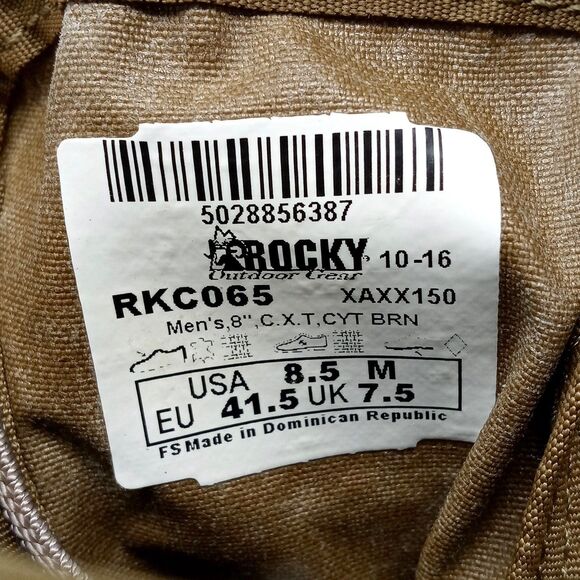 5028856387
ROCKY 10-16
Outdoor Gear
RKC065 XAXX150
Men's,8",C.X.T,CYT BRN
USA 8.5 M
EU 41.5 UK 7.5
FS Made in Dominican Republic